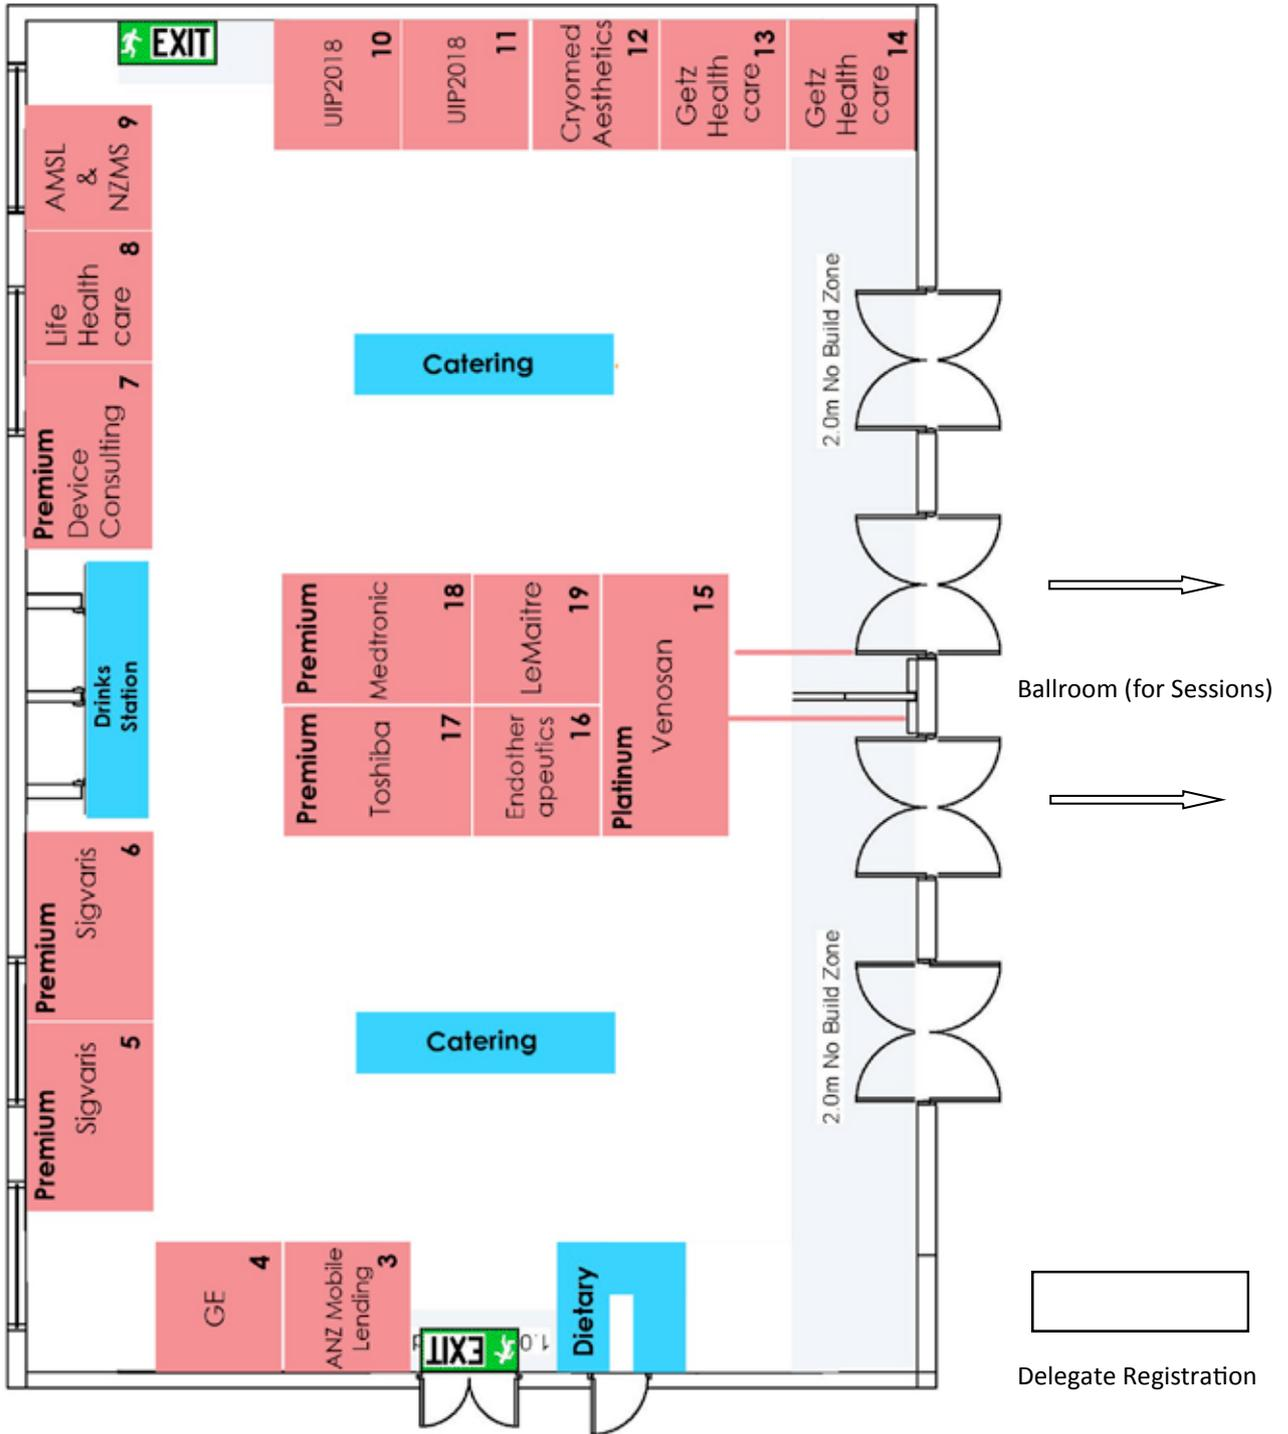 EXIT
UIP2018
10
UIP2018
11
Cryomed
Aesthetics
12
Getz
Health
care
13
Getz
Health
care
14
AMSL
&
NZMS
9
Life
Health
care
8
Premium
Device
Consulting
7
Catering
2.0m No Build Zone
Drinks
Station
Premium
Medtronic
18
LeMaitre
19
Platinum
Venosan
15
Premium
Toshiba
17
Endother
apeutics
16
Ballroom (for Sessions)
Premium
Sigvaris
6
Premium
Sigvaris
5
Catering
2.0m No Build Zone
GE
4
ANZ Mobile
Lending
3
EXIT
1.0
Dietary
Delegate Registration